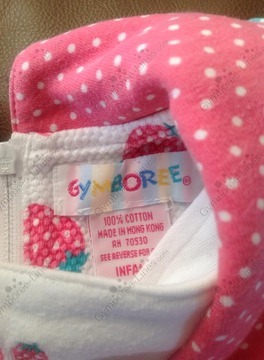 GYMBOREE®
100% COTTON
MADE IN HONG KONG
RN 70530
SEE REVERSE FOR
INFA